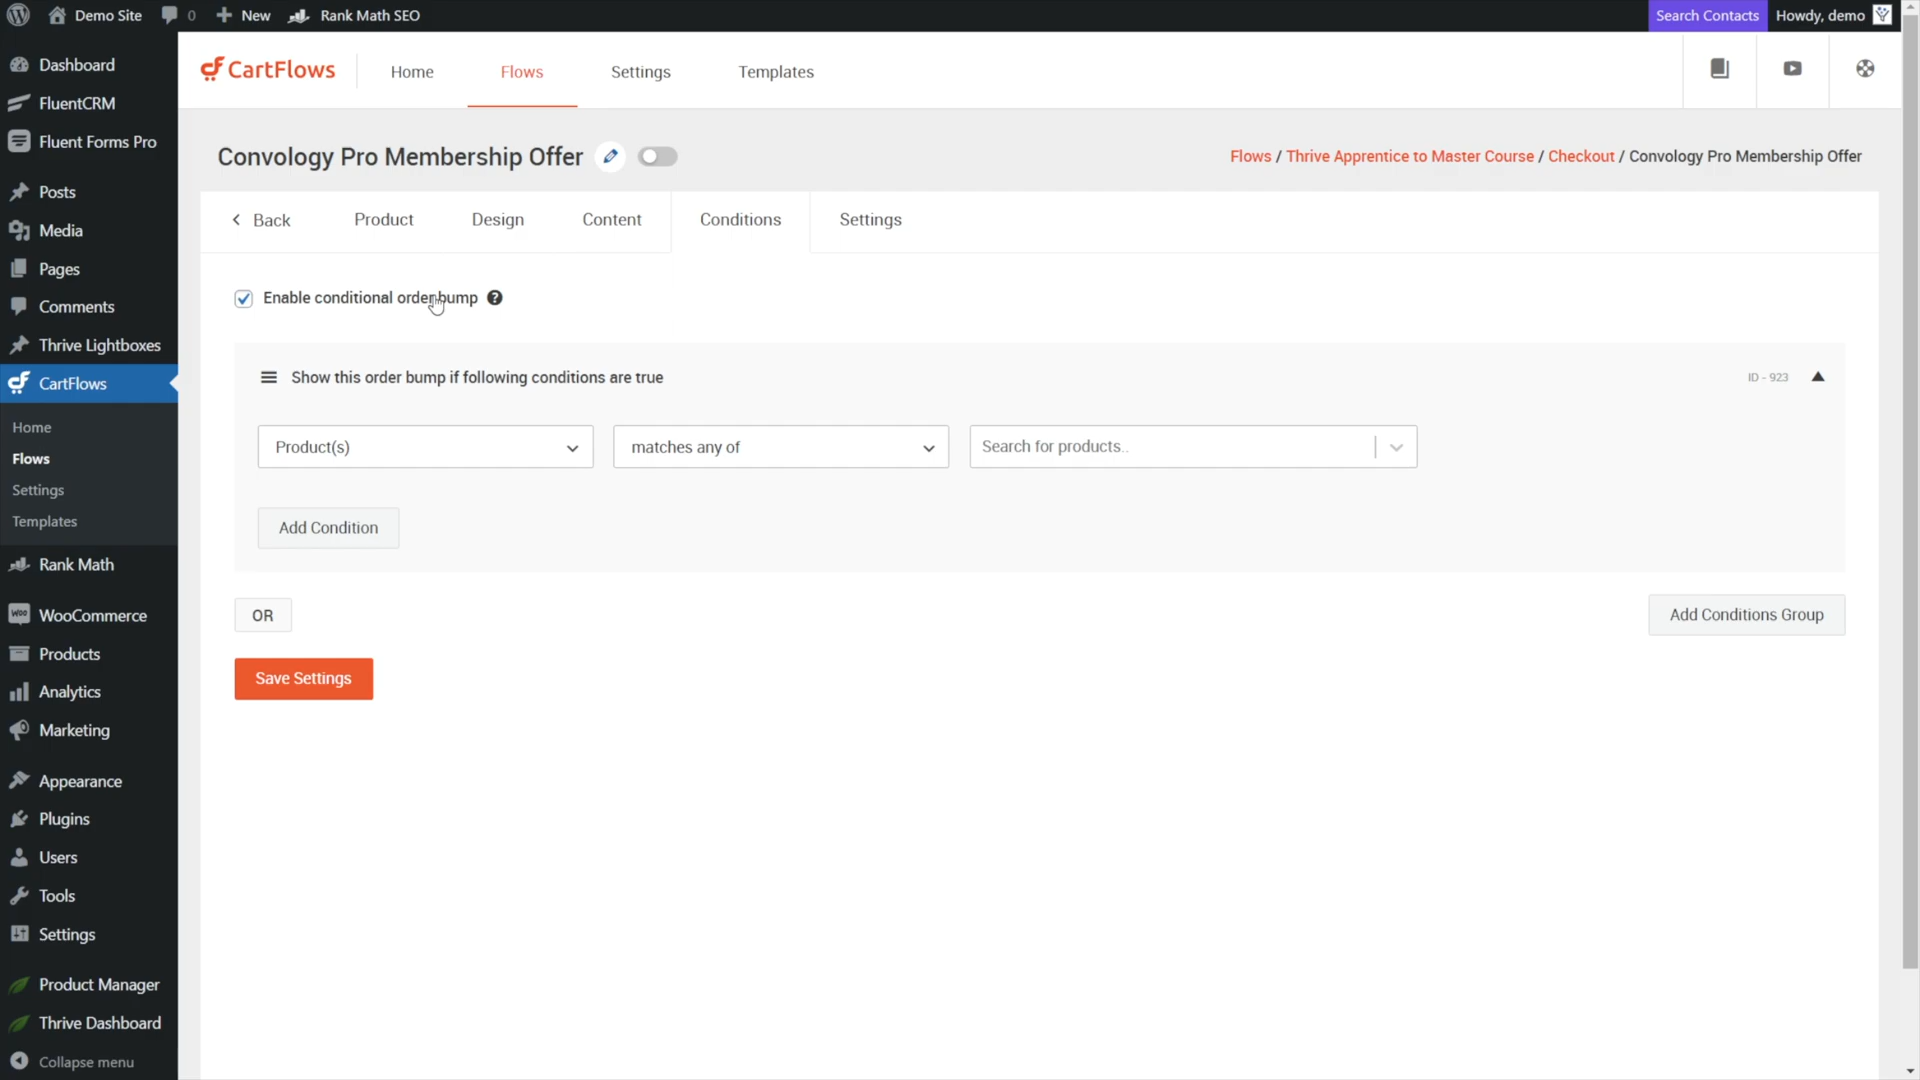 Demo Site 0 New Rank Math SEO Search Contacts Howdy, demo
Dashboard
FluentCRM
Fluent Forms Pro
Posts
Media
Pages
Comments
Thrive Lightboxes
CartFlows
Home
Flows
Settings
Templates
Rank Math
WooCommerce
Products
Analytics
Marketing
Appearance
Plugins
Users
Tools
Settings
Product Manager
Thrive Dashboard
Collapse menu
CartFlows Home Flows Settings Templates
Convology Pro Membership Offer
Flows / Thrive Apprentice to Master Course / Checkout / Convology Pro Membership Offer
Back Product Design Content Conditions Settings
Enable conditional order bump ?
Show this order bump if following conditions are true ID - 923
Product(s) matches any of Search for products..
Add Condition
OR Add Conditions Group
Save Settings